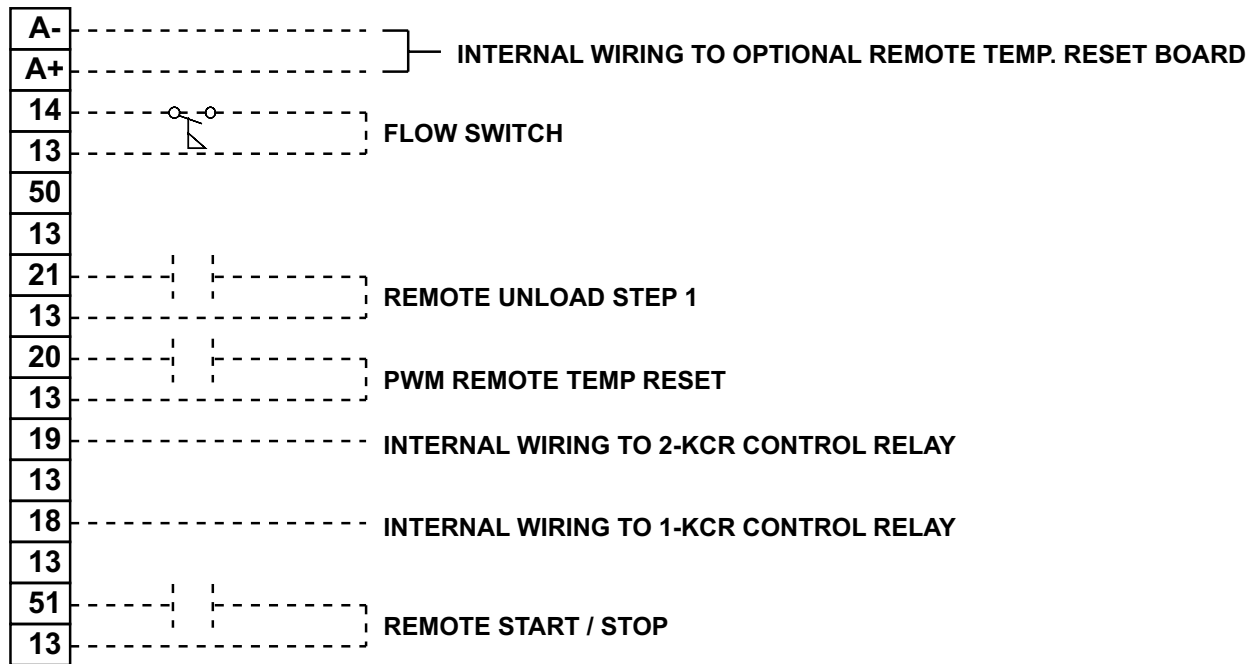 A-
INTERNAL WIRING TO OPTIONAL REMOTE TEMP. RESET BOARD
A+
14
FLOW SWITCH
13
50
13
21
REMOTE UNLOAD STEP 1
13
20
PWM REMOTE TEMP RESET
13
19 INTERNAL WIRING TO 2-KCR CONTROL RELAY
13
18 INTERNAL WIRING TO 1-KCR CONTROL RELAY
13
51
REMOTE START / STOP
13